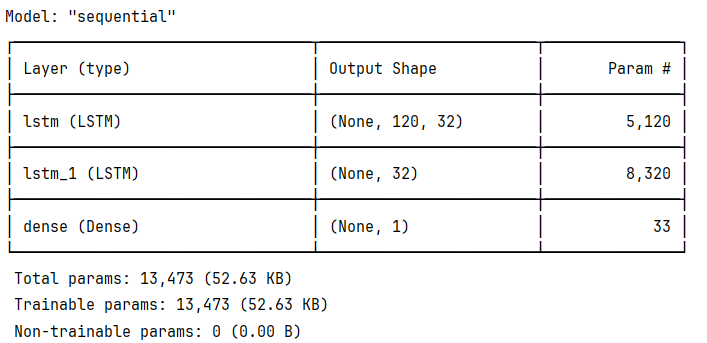 Model: "sequential"
Layer (type) Output Shape Param #
lstm (LSTM) (None, 120, 32) 5,120
lstm_1 (LSTM) (None, 32) 8,320
dense (Dense) (None, 1) 33
Total params: 13,473 (52.63 KB)
Trainable params: 13,473 (52.63 KB)
Non-trainable params: 0 (0.00 B)